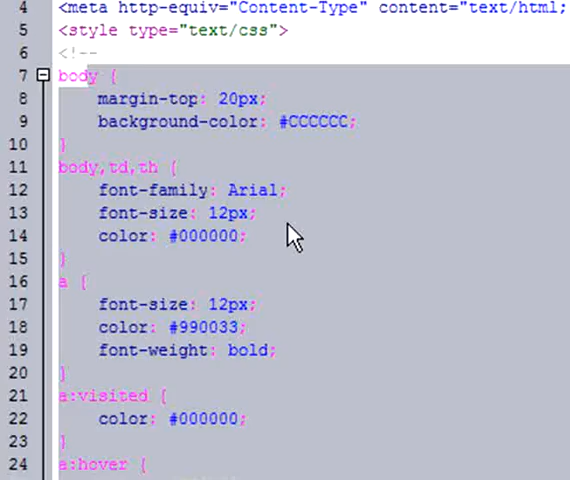 4 <meta http-equiv="Content-Type" content="text/html;
5 <style type="text/css">
6 <!--
7 body {
8 margin-top: 20px;
9 background-color: #CCCCCC;
10 }
11 body,td,th {
12 font-family: Arial;
13 font-size: 12px;
14 color: #000000;
15 }
16 a {
17 font-size: 12px;
18 color: #990033;
19 font-weight: bold;
20 }
21 a:visited {
22 color: #000000;
23 }
24 a:hover {